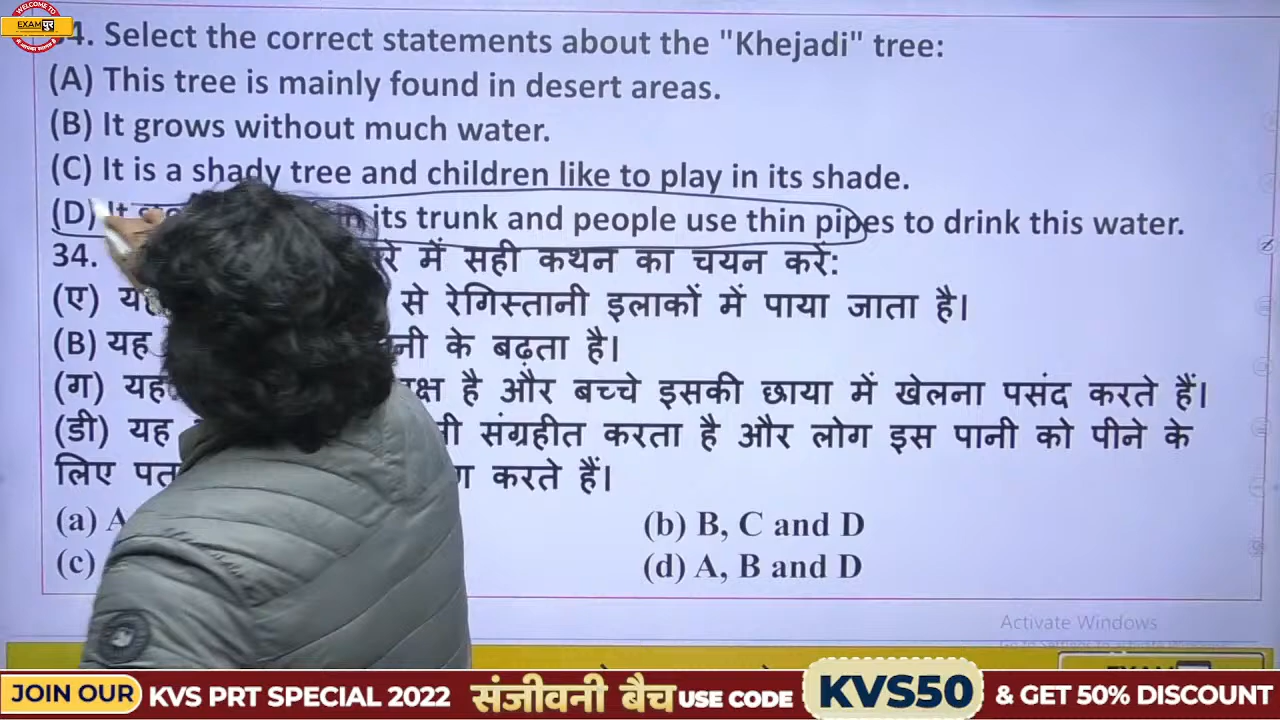 WELCOME TO
EXAM पुर
4. Select the correct statements about the "Khejadi" tree:
(A) This tree is mainly found in desert areas.
(B) It grows without much water.
(C) It is a shady tree and children like to play in its shade.
(D) It its trunk and people use thin pipes to drink this water.
34. में सही कथन का चयन करें:
(ए) से रेगिस्तानी इलाकों में पाया जाता है।
(B) यह के बढ़ता है।
(ग) यह है और बच्चे इसकी छाया में खेलना पसंद करते हैं।
(डी) यह संग्रहीत करता है और लोग इस पानी को पीने के
लिए करते हैं।
(a) (b) B, C and D
(c) (d) A, B and D
Activate Windows
JOIN OUR KVS PRT SPECIAL 2022 संजीवनी बैच USE CODE KVS50 & GET 50% DISCOUNT